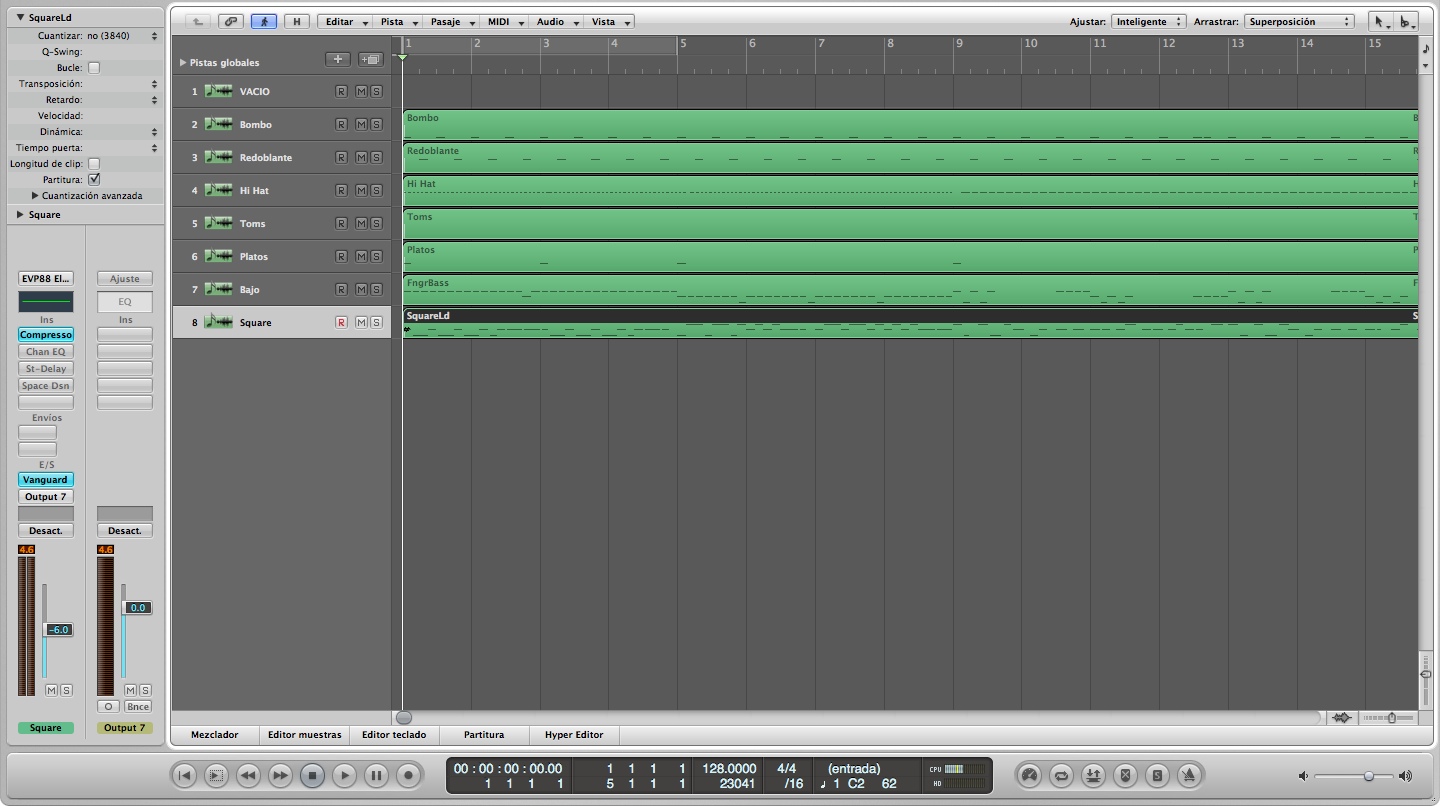 SquareLd
Cuantizar: no (3840)
Q-Swing:
Bucle:
Transposición:
Retardo:
Velocidad:
Dinámica:
Tiempo puerta:
Longitud de clip:
Partitura:
Cuantización avanzada
Square
EVP88 El... Ajuste
EQ
Ins Ins
Compresso
Chan EQ
St-Delay
Space Dsn
Envíos
E/S
Vanguard
Output 7
Desact. Desact.
4.6 4.6
0.0
-6.0
M S M S
O Bnce
Square Output 7
H Editar Pista Pasaje MIDI Audio Vista Ajustar: Inteligente Arrastrar: Superposición
1 2 3 4 5 6 7 8 9 10 11 12 13 14 15
Pistas globales
1 VACIO R M S
2 Bombo R M S Bombo B
3 Redoblante R M S Redoblante R
4 Hi Hat R M S Hi Hat H
5 Toms R M S Toms T
6 Platos R M S Platos P
7 Bajo R M S FngrBass F
8 Square R M S SquareLd S
Mezclador Editor muestras Editor teclado Partitura Hyper Editor
00 : 00 : 00 : 00.00 1 1 1 1 128.0000 4/4 (entrada) CPU
1 1 1 1 5 1 1 1 23041 /16 ♩ 1 C2 62 HD
S